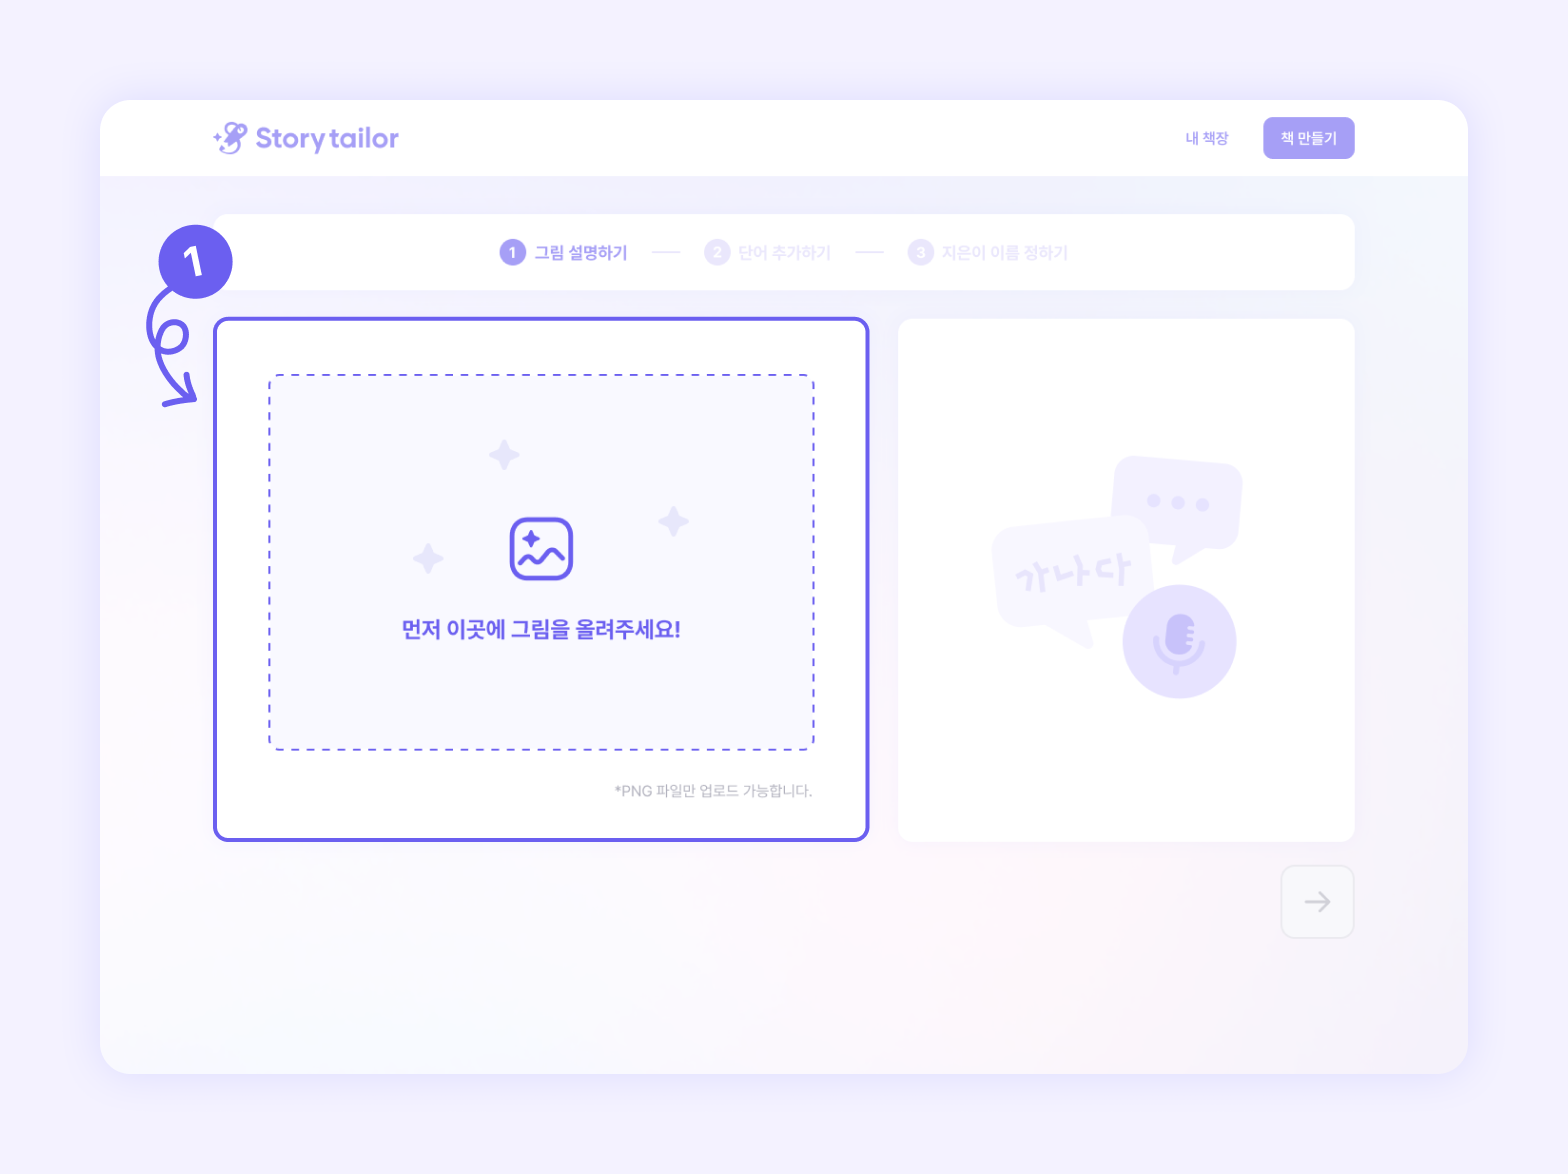 Story tailor
내 책장
책 만들기
1
1 그림 설명하기
2 단어 추가하기
3 지은이 이름 정하기
먼저 이곳에 그림을 올려주세요!
*PNG 파일만 업로드 가능합니다.
가나다